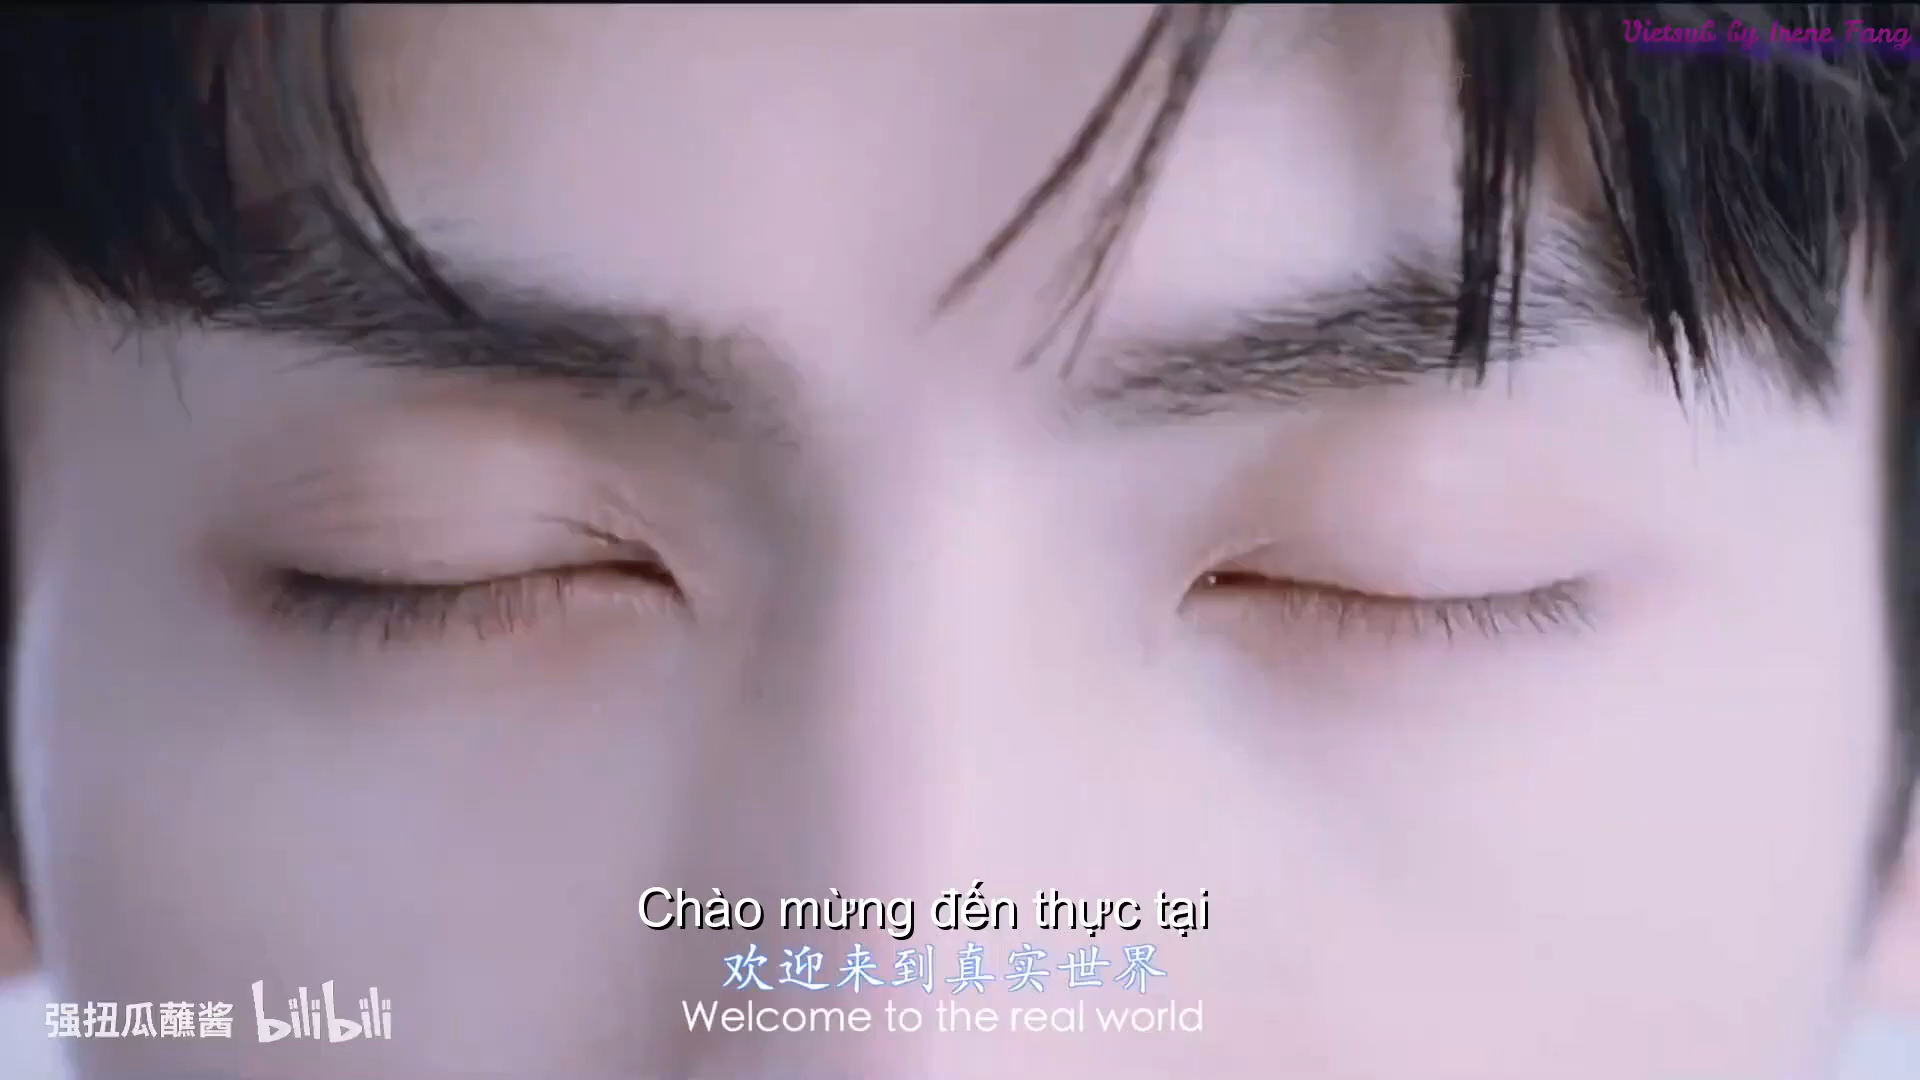 Vietsub by Irene Fang
Chào mừng đến thực tại
欢迎来到真实世界
Welcome to the real world
强扭瓜蘸酱 bilibili